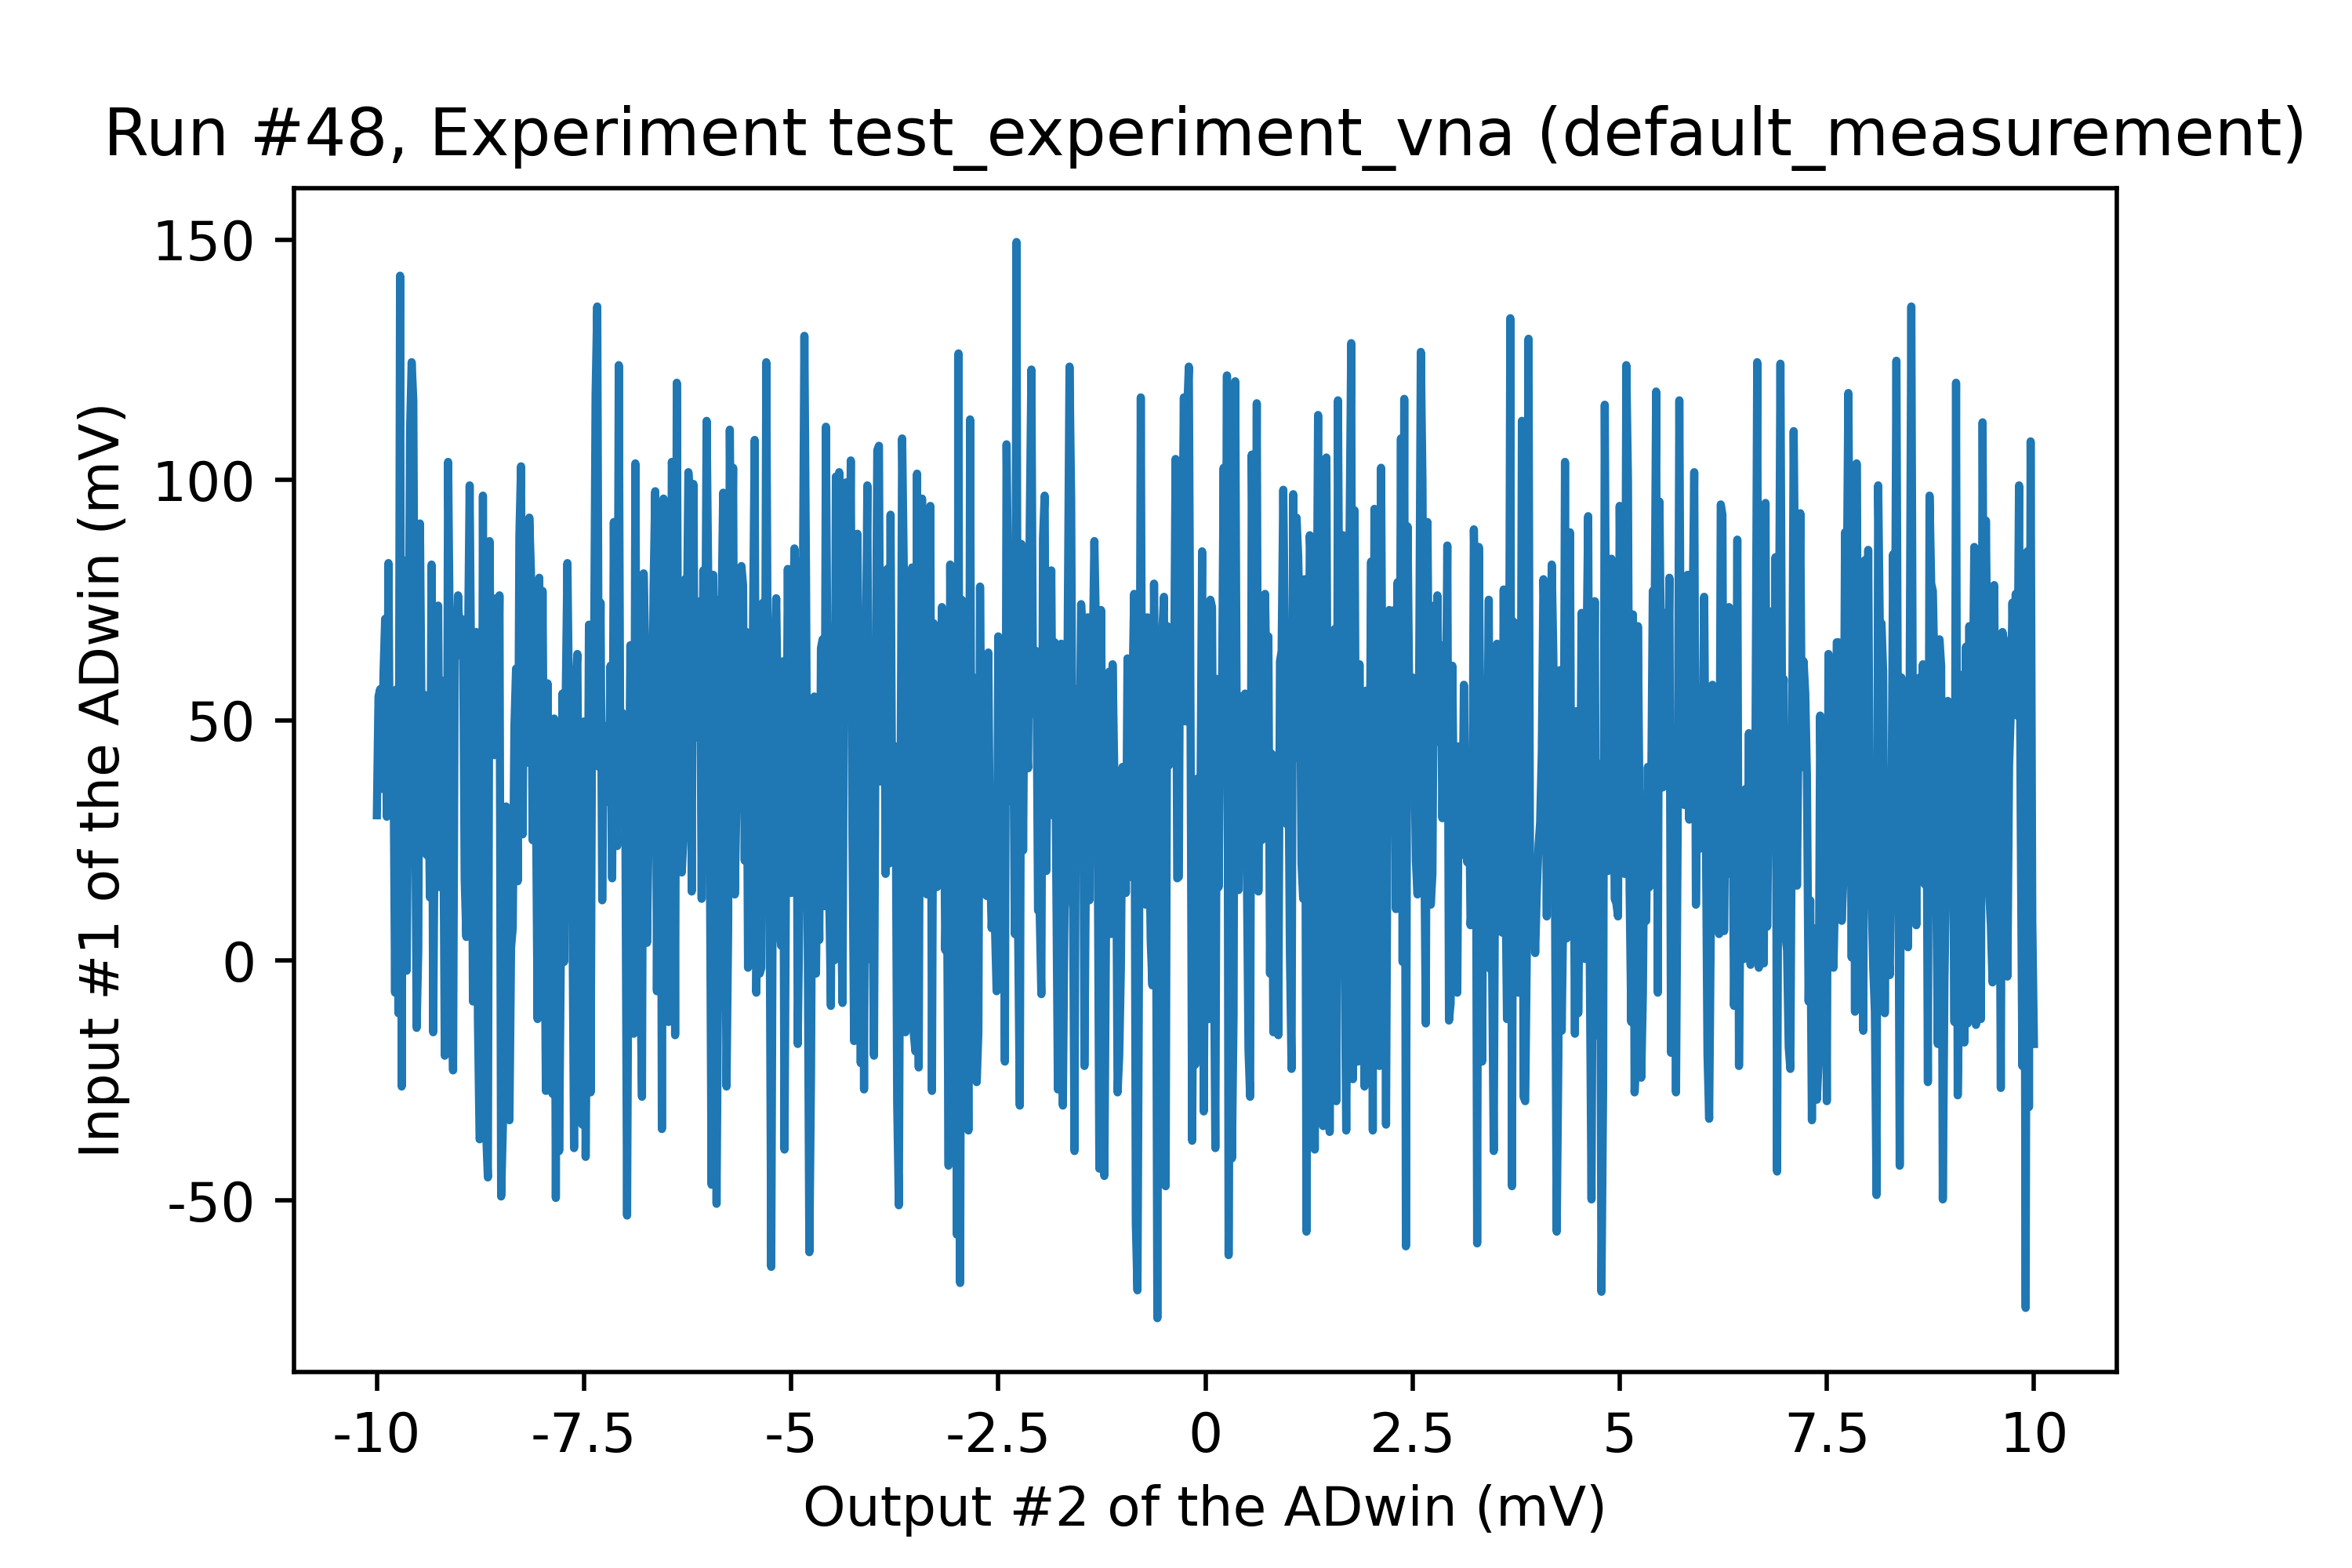 Run #48, Experiment test_experiment_vna (default_measurement)
150
100
50
0
-50
Input #1 of the ADwin (mV)
-10 -7.5 -5 -2.5 0 2.5 5 7.5 10
Output #2 of the ADwin (mV)